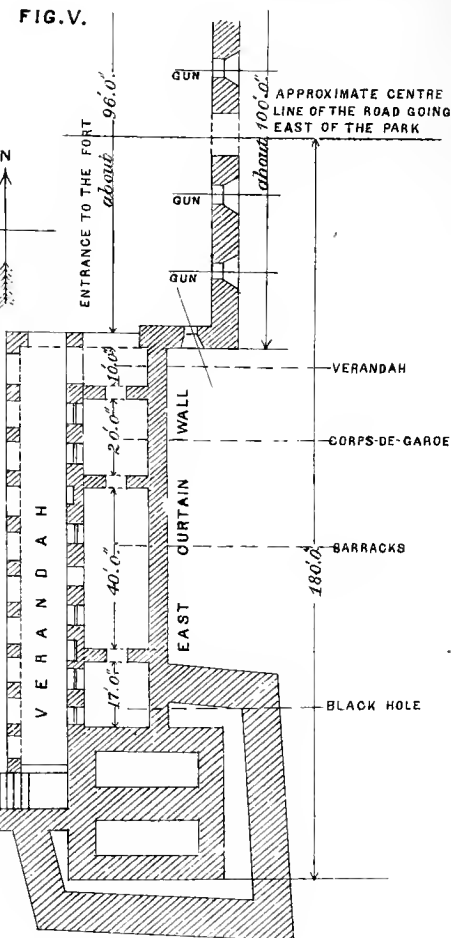 FIG.V.
GUN
APPROXIMATE CENTRE
LINE OF THE ROAD GOING
EAST OF THE PARK
ENTRANCE TO THE FORT
about 96'.0"
about 100'.0"
N
GUN
GUN
10'.0"
VERANDAH
20'.0"
CORPS-DE-GARDE
EAST CURTAIN WALL
VERANDAH
40'.0"
BARRACKS
180'.0"
17'.0"
BLACK HOLE